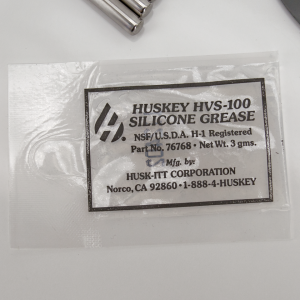 HUSKEY HVS-100
SILICONE GREASE
NSF/U.S.D.A. H-1 Registered
Part No. 76768 • Net Wt. 3 gms.
Mfg. by:
HUSK-ITT CORPORATION
Norco, CA 92860 • 1-888-4-HUSKEY